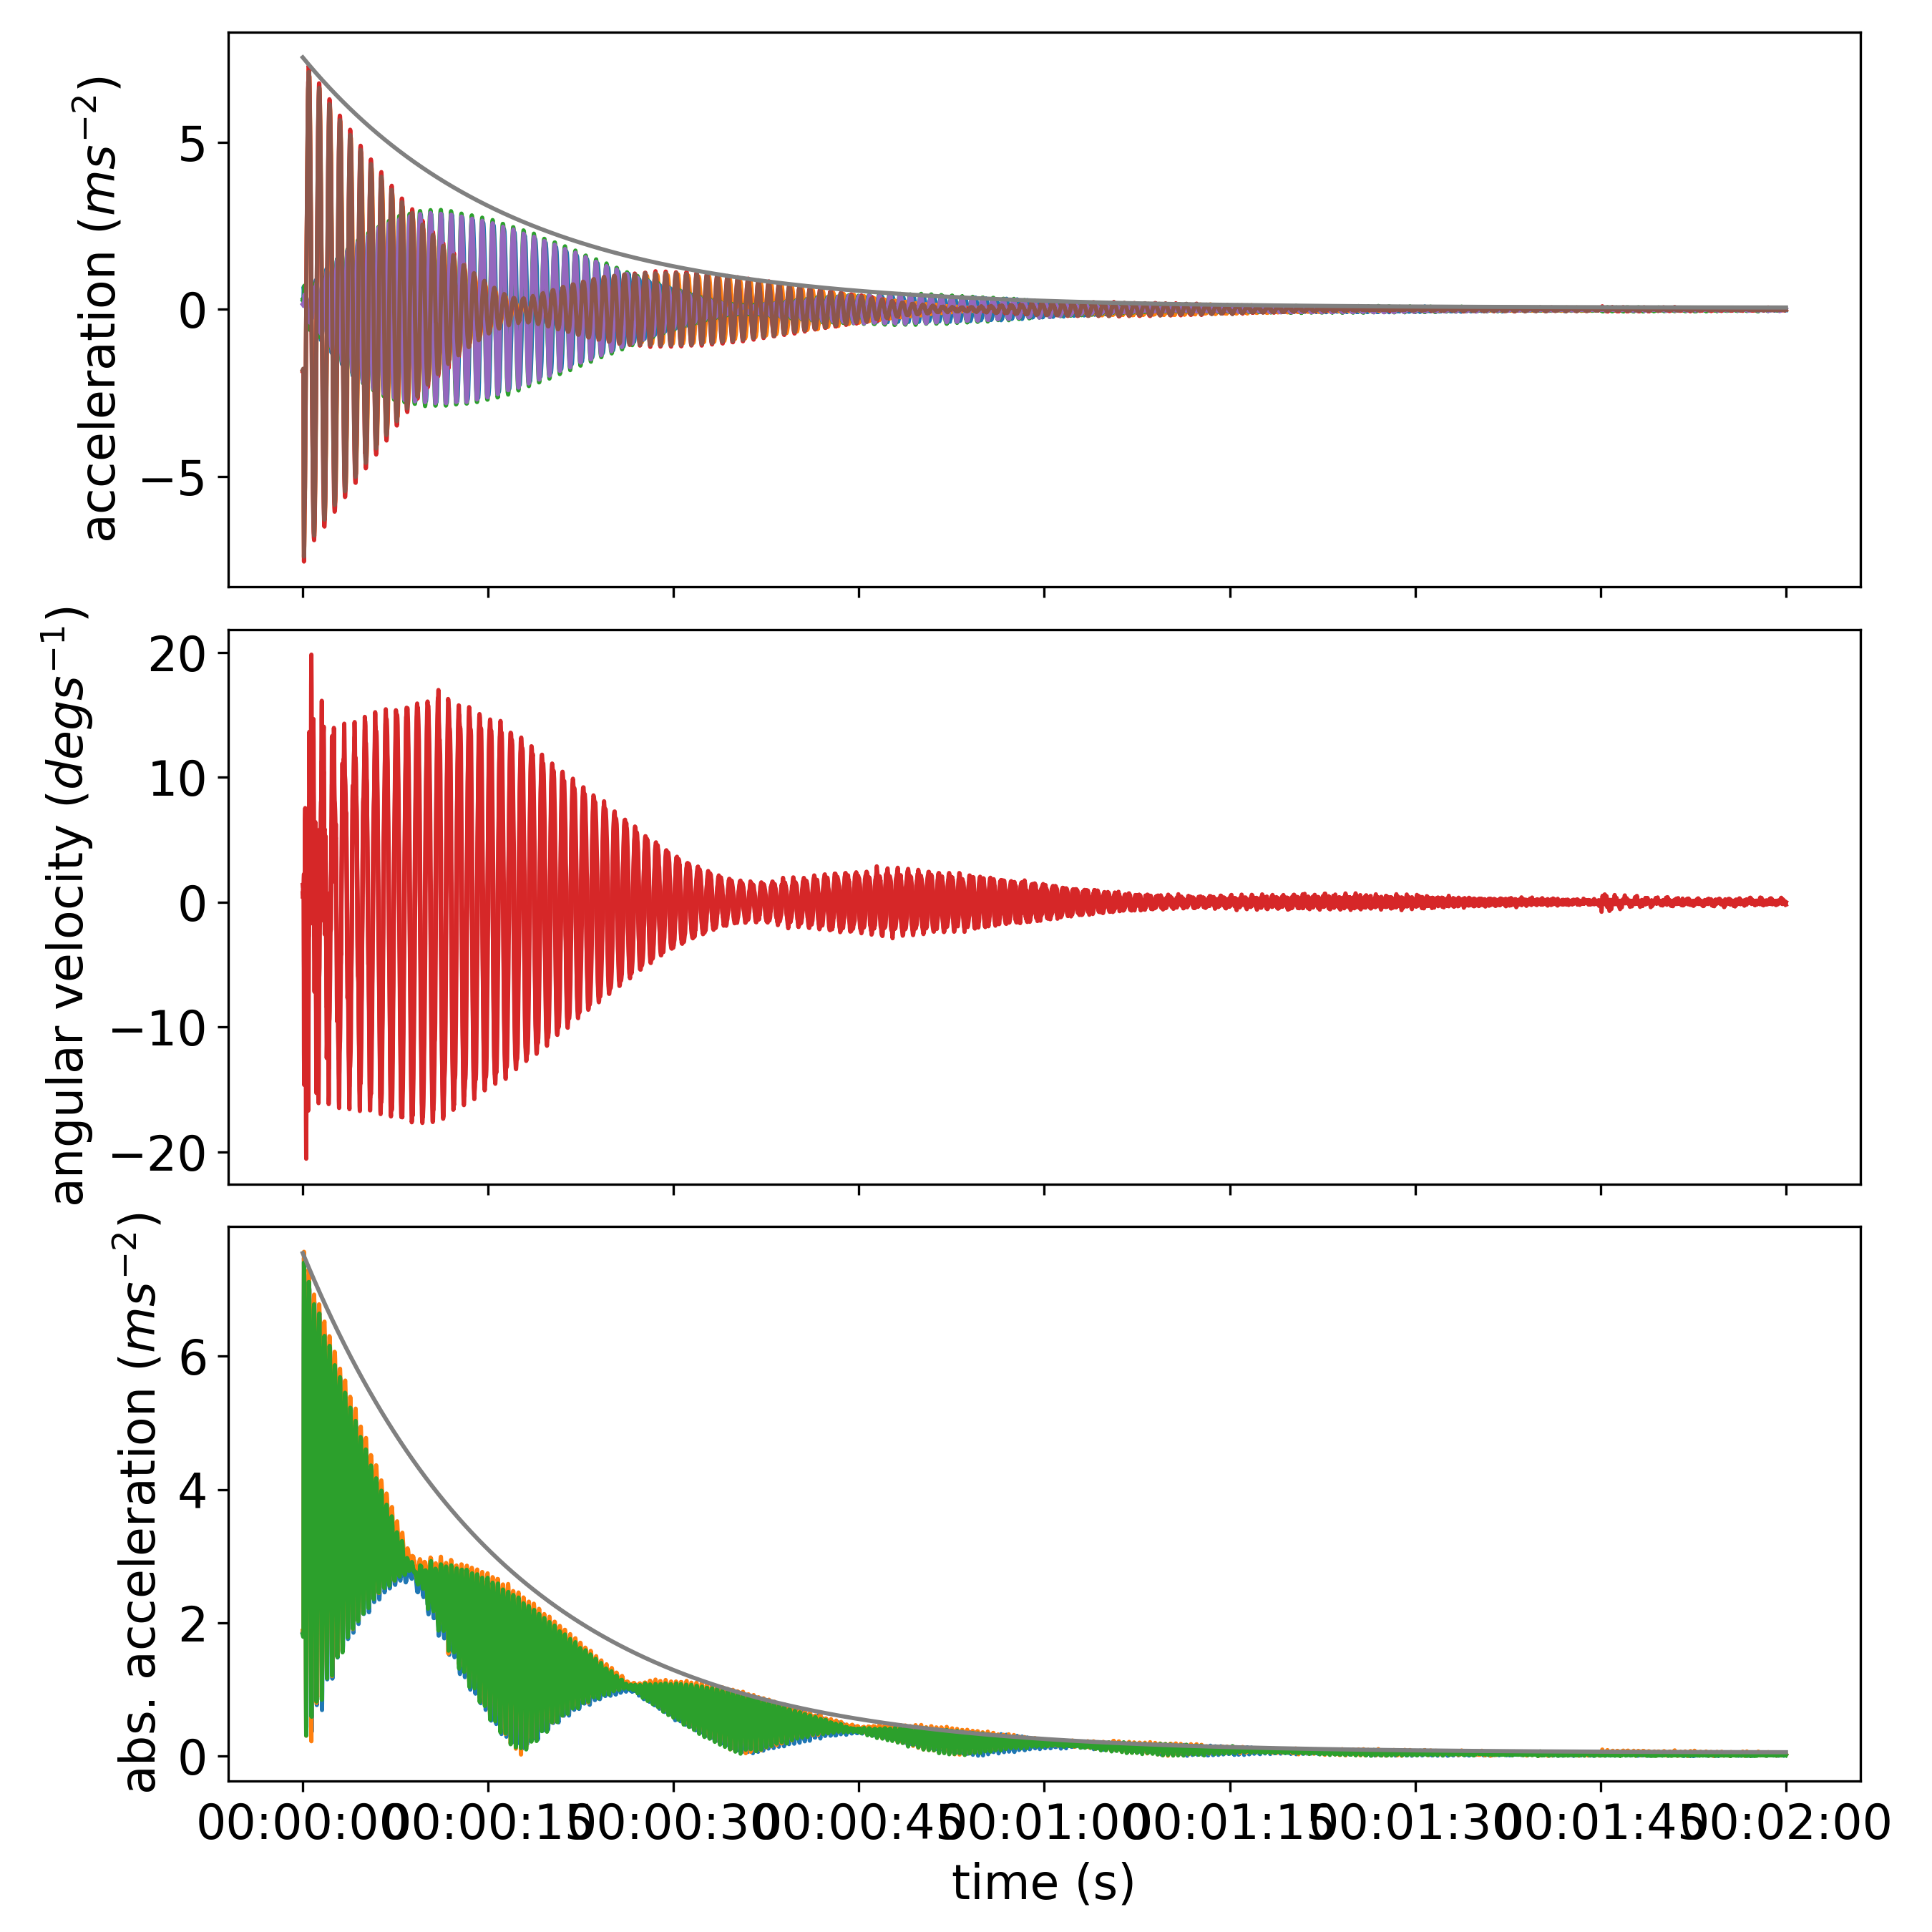 acceleration (ms⁻²)
5
0
−5
angular velocity (degs⁻¹)
20
10
0
−10
−20
abs. acceleration (ms⁻²)
6
4
2
0
00:00:00 00:00:15 00:00:30 00:00:45 00:01:00 00:01:15 00:01:30 00:01:45 00:02:00
time (s)